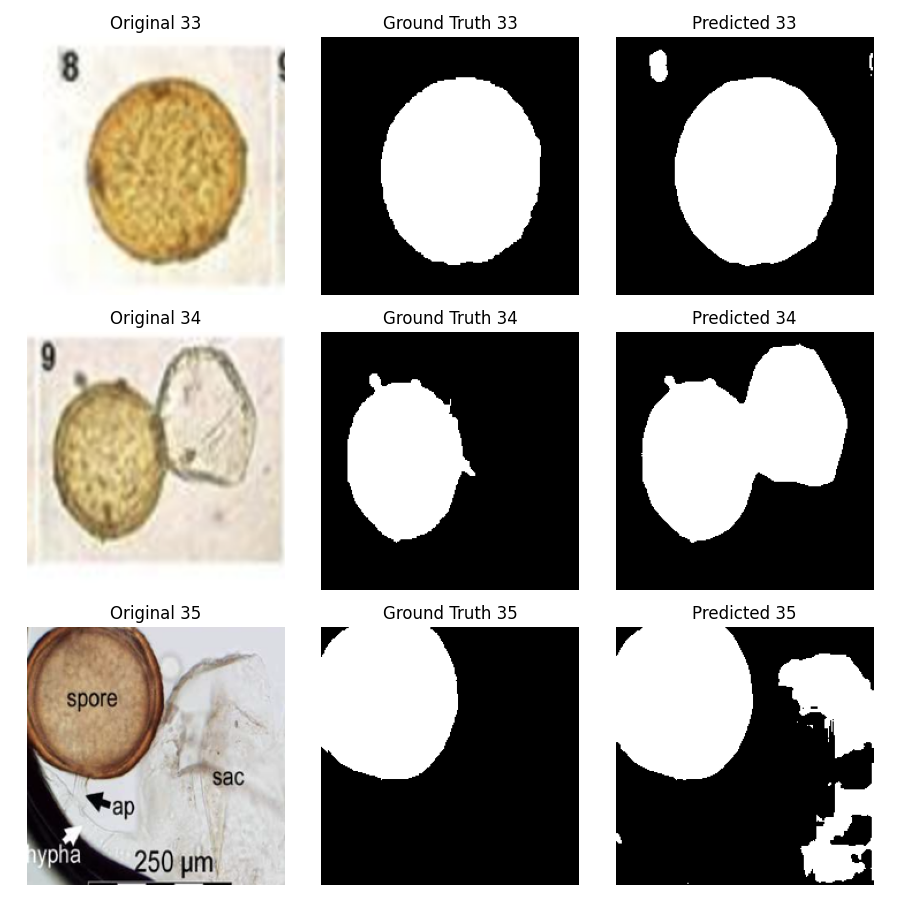 Original 33 Ground Truth 33 Predicted 33
8
Original 34 Ground Truth 34 Predicted 34
9
Original 35 Ground Truth 35 Predicted 35
spore
sac
ap
hypha
250 µm